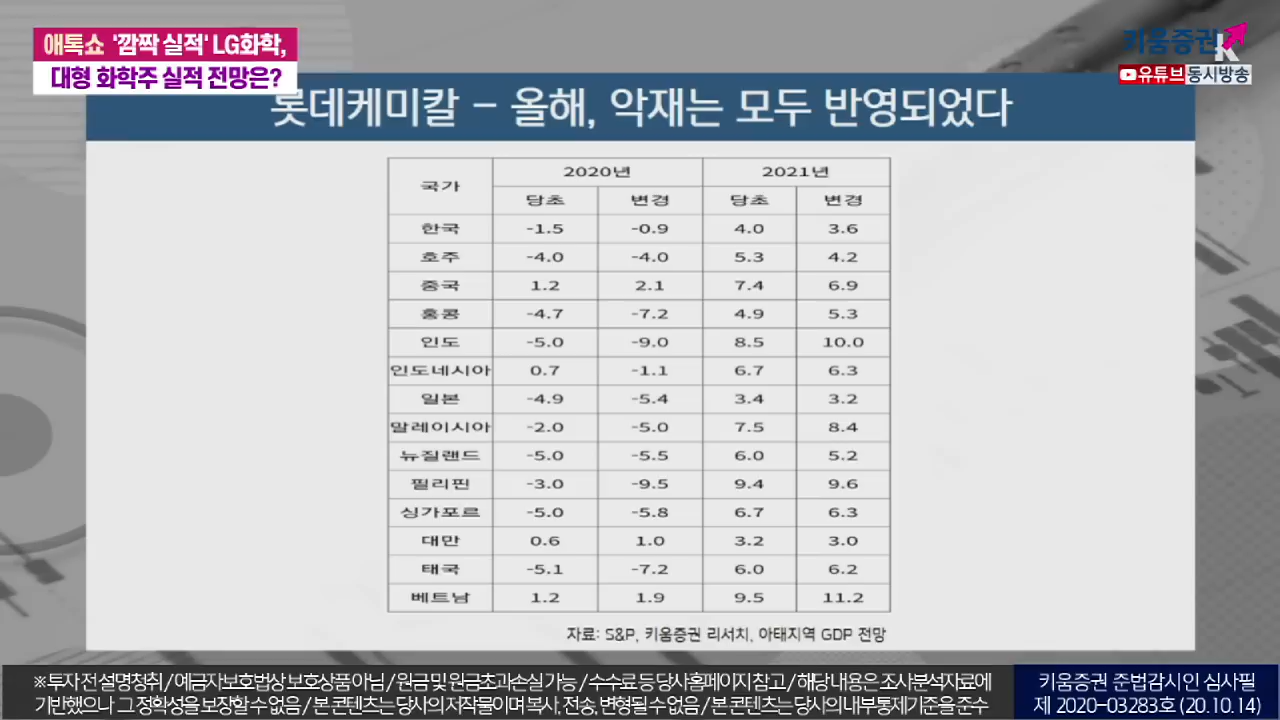 애톡쇼 '깜짝 실적' LG화학,
대형 화학주 실적 전망은?
키움증권
유튜브 동시방송
롯데케미칼 - 올해, 악재는 모두 반영되었다
국가 2020년 2021년
당초 변경 당초 변경
한국 -1.5 -0.9 4.0 3.6
호주 -4.0 -4.0 5.3 4.2
중국 1.2 2.1 7.4 6.9
홍콩 -4.7 -7.2 4.9 5.3
인도 -5.0 -9.0 8.5 10.0
인도네시아 0.7 -1.1 6.7 6.3
일본 -4.9 -5.4 3.4 3.2
말레이시아 -2.0 -5.0 7.5 8.4
뉴질랜드 -5.0 -5.5 6.0 5.2
필리핀 -3.0 -9.5 9.4 9.6
싱가포르 -5.0 -5.8 6.7 6.3
대만 0.6 1.0 3.2 3.0
태국 -5.1 -7.2 6.0 6.2
베트남 1.2 1.9 9.5 11.2
자료: S&P, 키움증권 리서치, 아태지역 GDP 전망
※ 투자 전 설명청취 / 예금자보호법상 보호상품 아님 / 원금 및 원금초과손실 가능 / 수수료 등 당사홈페이지 참고 / 해당 내용은 조사분석자료에
기반했으나 그 정확성을 보장할 수 없음 / 본 콘텐츠는 당사의 저작물이며 복사, 전송, 변형될 수 없음 / 본 콘텐츠는 당사의 내부통제기준을 준수
키움증권 준법감시인 심사필
제 2020-03283호 (20.10.14)